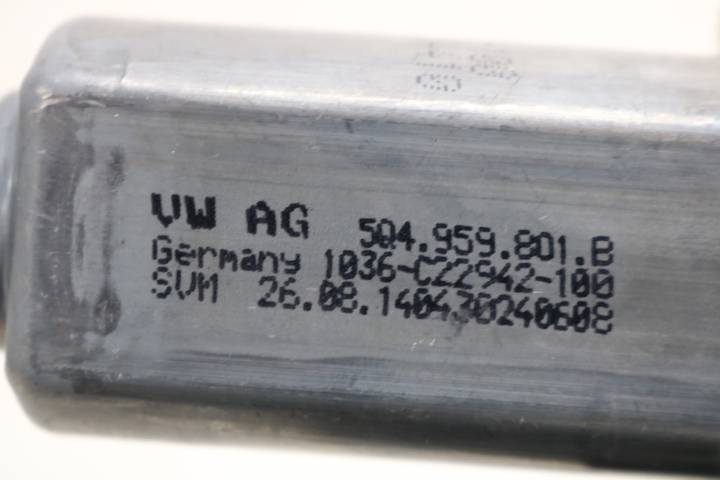 VW AG 5Q4.959.801.B
Germany 1036-C22942-100
SVM 26.08.140430240608